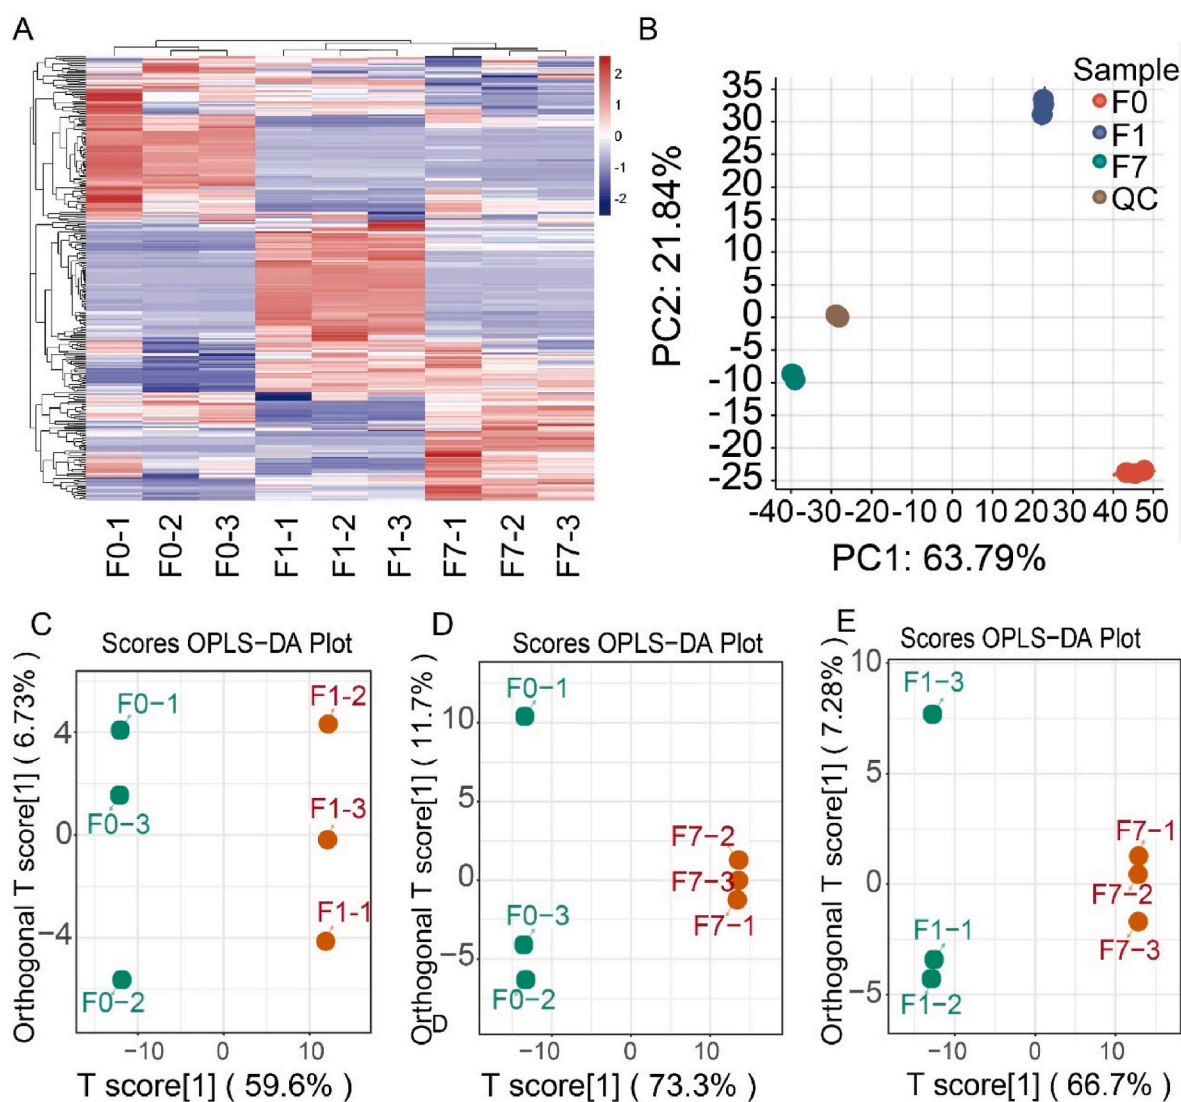 A
2
1
0
-1
-2
F0-1
F0-2
F0-3
F1-1
F1-2
F1-3
F7-1
F7-2
F7-3
B
Sample
F0
F1
F7
QC
PC2: 21.84%
35
30
25
20
15
10
5
0
-5
-10
-15
-20
-25
-40 -30 -20 -10 0 10 20 30 40 50
PC1: 63.79%
C
Scores OPLS-DA Plot
Orthogonal T score[1] ( 6.73% )
4
0
−4
F0−1
F0−3
F0−2
F1-2
F1-3
F1-1
−10 0 10
T score[1] ( 59.6% )
D
Scores OPLS-DA Plot
Orthogonal T score[1] ( 11.7% )
10
5
0
−5
D
F0−1
F0−3
F0−2
F7−2
F7−3
F7−1
−10 0 10
T score[1] ( 73.3% )
E
Scores OPLS-DA Plot
Orthogonal T score[1] ( 7.28% )
10
5
0
−5
F1−3
F1−1
F1−2
F7−1
F7−2
F7−3
−10 0 10
T score[1] ( 66.7% )